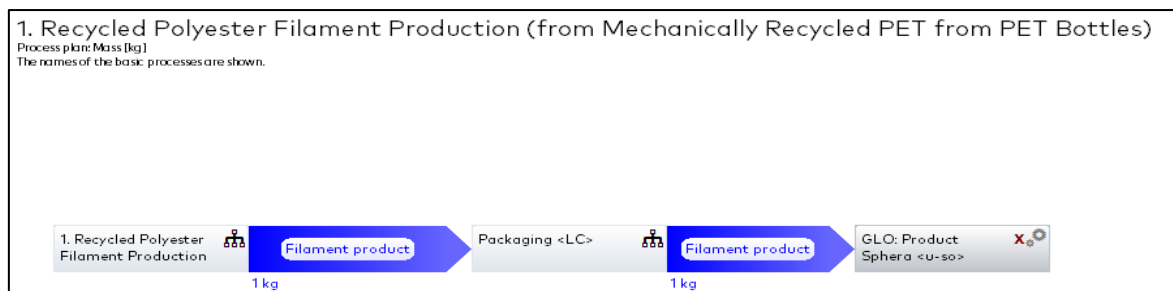 1. Recycled Polyester Filament Production (from Mechanically Recycled PET from PET Bottles)
Process plan: Mass [kg]
The names of the basic processes are shown.
1. Recycled Polyester
Filament Production
Filament product
1 kg
Packaging <LC>
Filament product
1 kg
GLO: Product
Sphera <u-so>
X